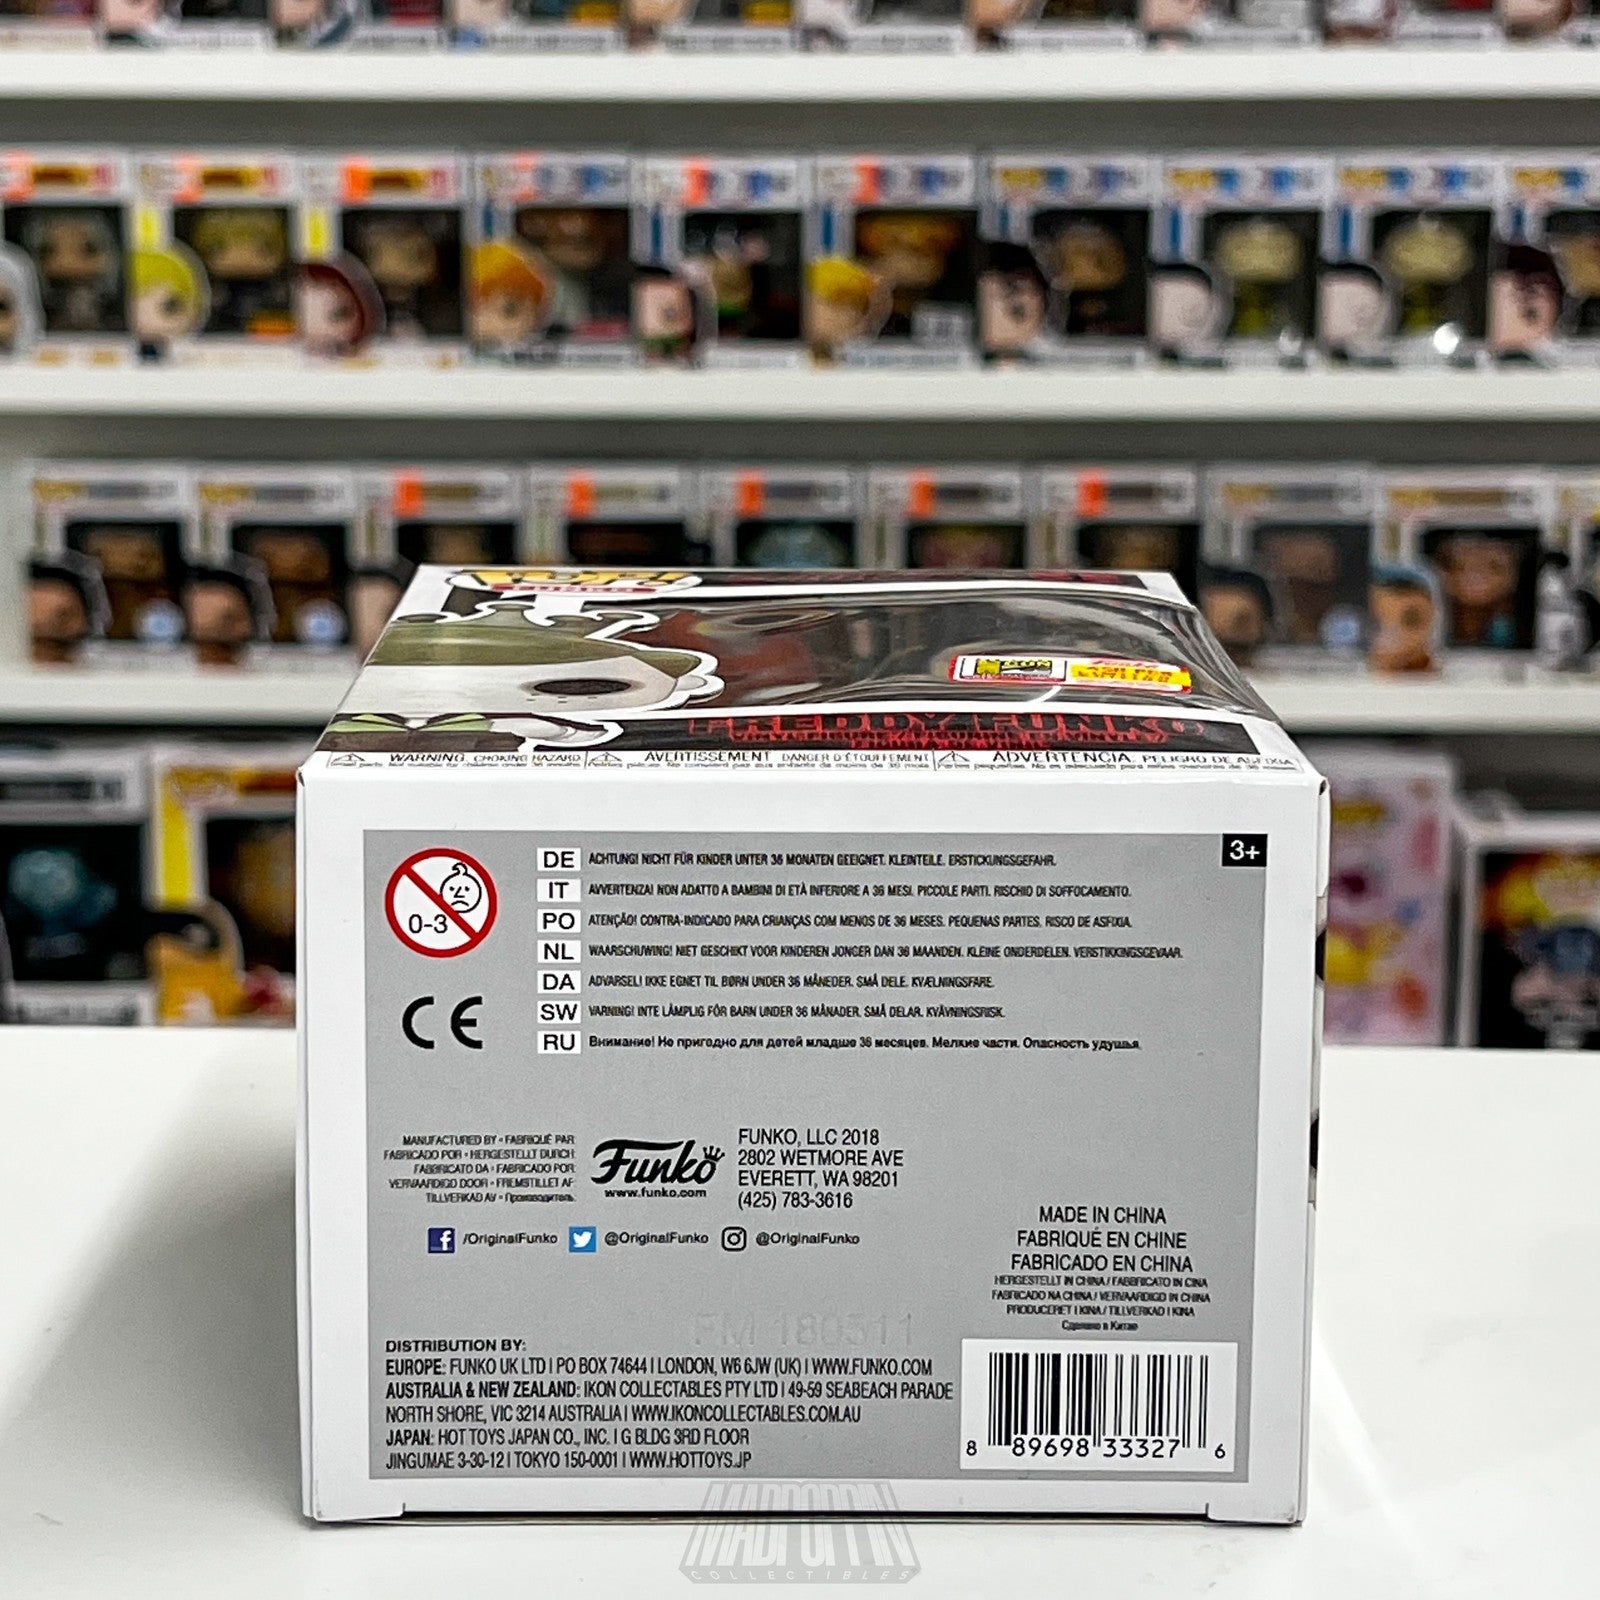 POP!
FREDDY FUNKO
WARNING: CHOKING HAZARD.
AVERTISSEMENT DANGER D'ÉTOUFFEMENT
ADVERTENCIA. PELIGRO DE ASFIXIA
3+
0-3
DE ACHTUNG! NICHT FÜR KINDER UNTER 36 MONATEN GEEIGNET. KLEINTEILE. ERSTICKUNGSGEFAHR.
IT AVVERTENZA! NON ADATTO A BAMBINI DI ETÀ INFERIORE A 36 MESI. PICCOLE PARTI. RISCHIO DI SOFFOCAMENTO.
PO ATENÇÃO! CONTRA-INDICADO PARA CRIANÇAS COM MENOS DE 36 MESES. PEQUENAS PARTES. RISCO DE ASFIXIA.
NL WAARSCHUWING! NIET GESCHIKT VOOR KINDEREN JONGER DAN 36 MAANDEN. KLEINE ONDERDELEN. VERSTIKKINGSGEVAAR.
DA ADVARSEL! IKKE EGNET TIL BØRN UNDER 36 MÅNEDER. SMÅ DELE. KVÆLNINGSFARE.
SW VARNING! INTE LÄMPLIG FÖR BARN UNDER 36 MÅNADER. SMÅ DELAR. KVÄVNINGSRISK.
RU Внимание! Не пригодно для детей младше 36 месяцев. Мелкие части. Опасность удушья.
CE
MANUFACTURED BY • FABRIQUÉ PAR
FABRICADO POR • HERGESTELLT DURCH
FABBRICATO DA • FABRICADO POR
VERVAARDIGD DOOR • FREMSTILLET AF
TILLVERKAD AV • Производитель
Funko
www.funko.com
FUNKO, LLC 2018
2802 WETMORE AVE
EVERETT, WA 98201
(425) 783-3616
/OriginalFunko @OriginalFunko @OriginalFunko
MADE IN CHINA
FABRIQUÉ EN CHINE
FABRICADO EN CHINA
HERGESTELLT IN CHINA / FABBRICATO IN CINA
FABRICADO NA CHINA / VERVAARDIGD IN CHINA
PRODUCERET I KINA / TILLVERKAD I KINA
Сделано в Китае
FM 180311
DISTRIBUTION BY:
EUROPE: FUNKO UK LTD | PO BOX 74644 | LONDON, W6 6JW (UK) | WWW.FUNKO.COM
AUSTRALIA & NEW ZEALAND: IKON COLLECTABLES PTY LTD | 49-59 SEABEACH PARADE
NORTH SHORE, VIC 3214 AUSTRALIA | WWW.IKONCOLLECTABLES.COM.AU
JAPAN: HOT TOYS JAPAN CO., INC. | G BLDG 3RD FLOOR
JINGUMAE 3-30-12 | TOKYO 150-0001 | WWW.HOTTOYS.JP
8 89698 33327 6
MADPOPPIN
COLLECTIBLES